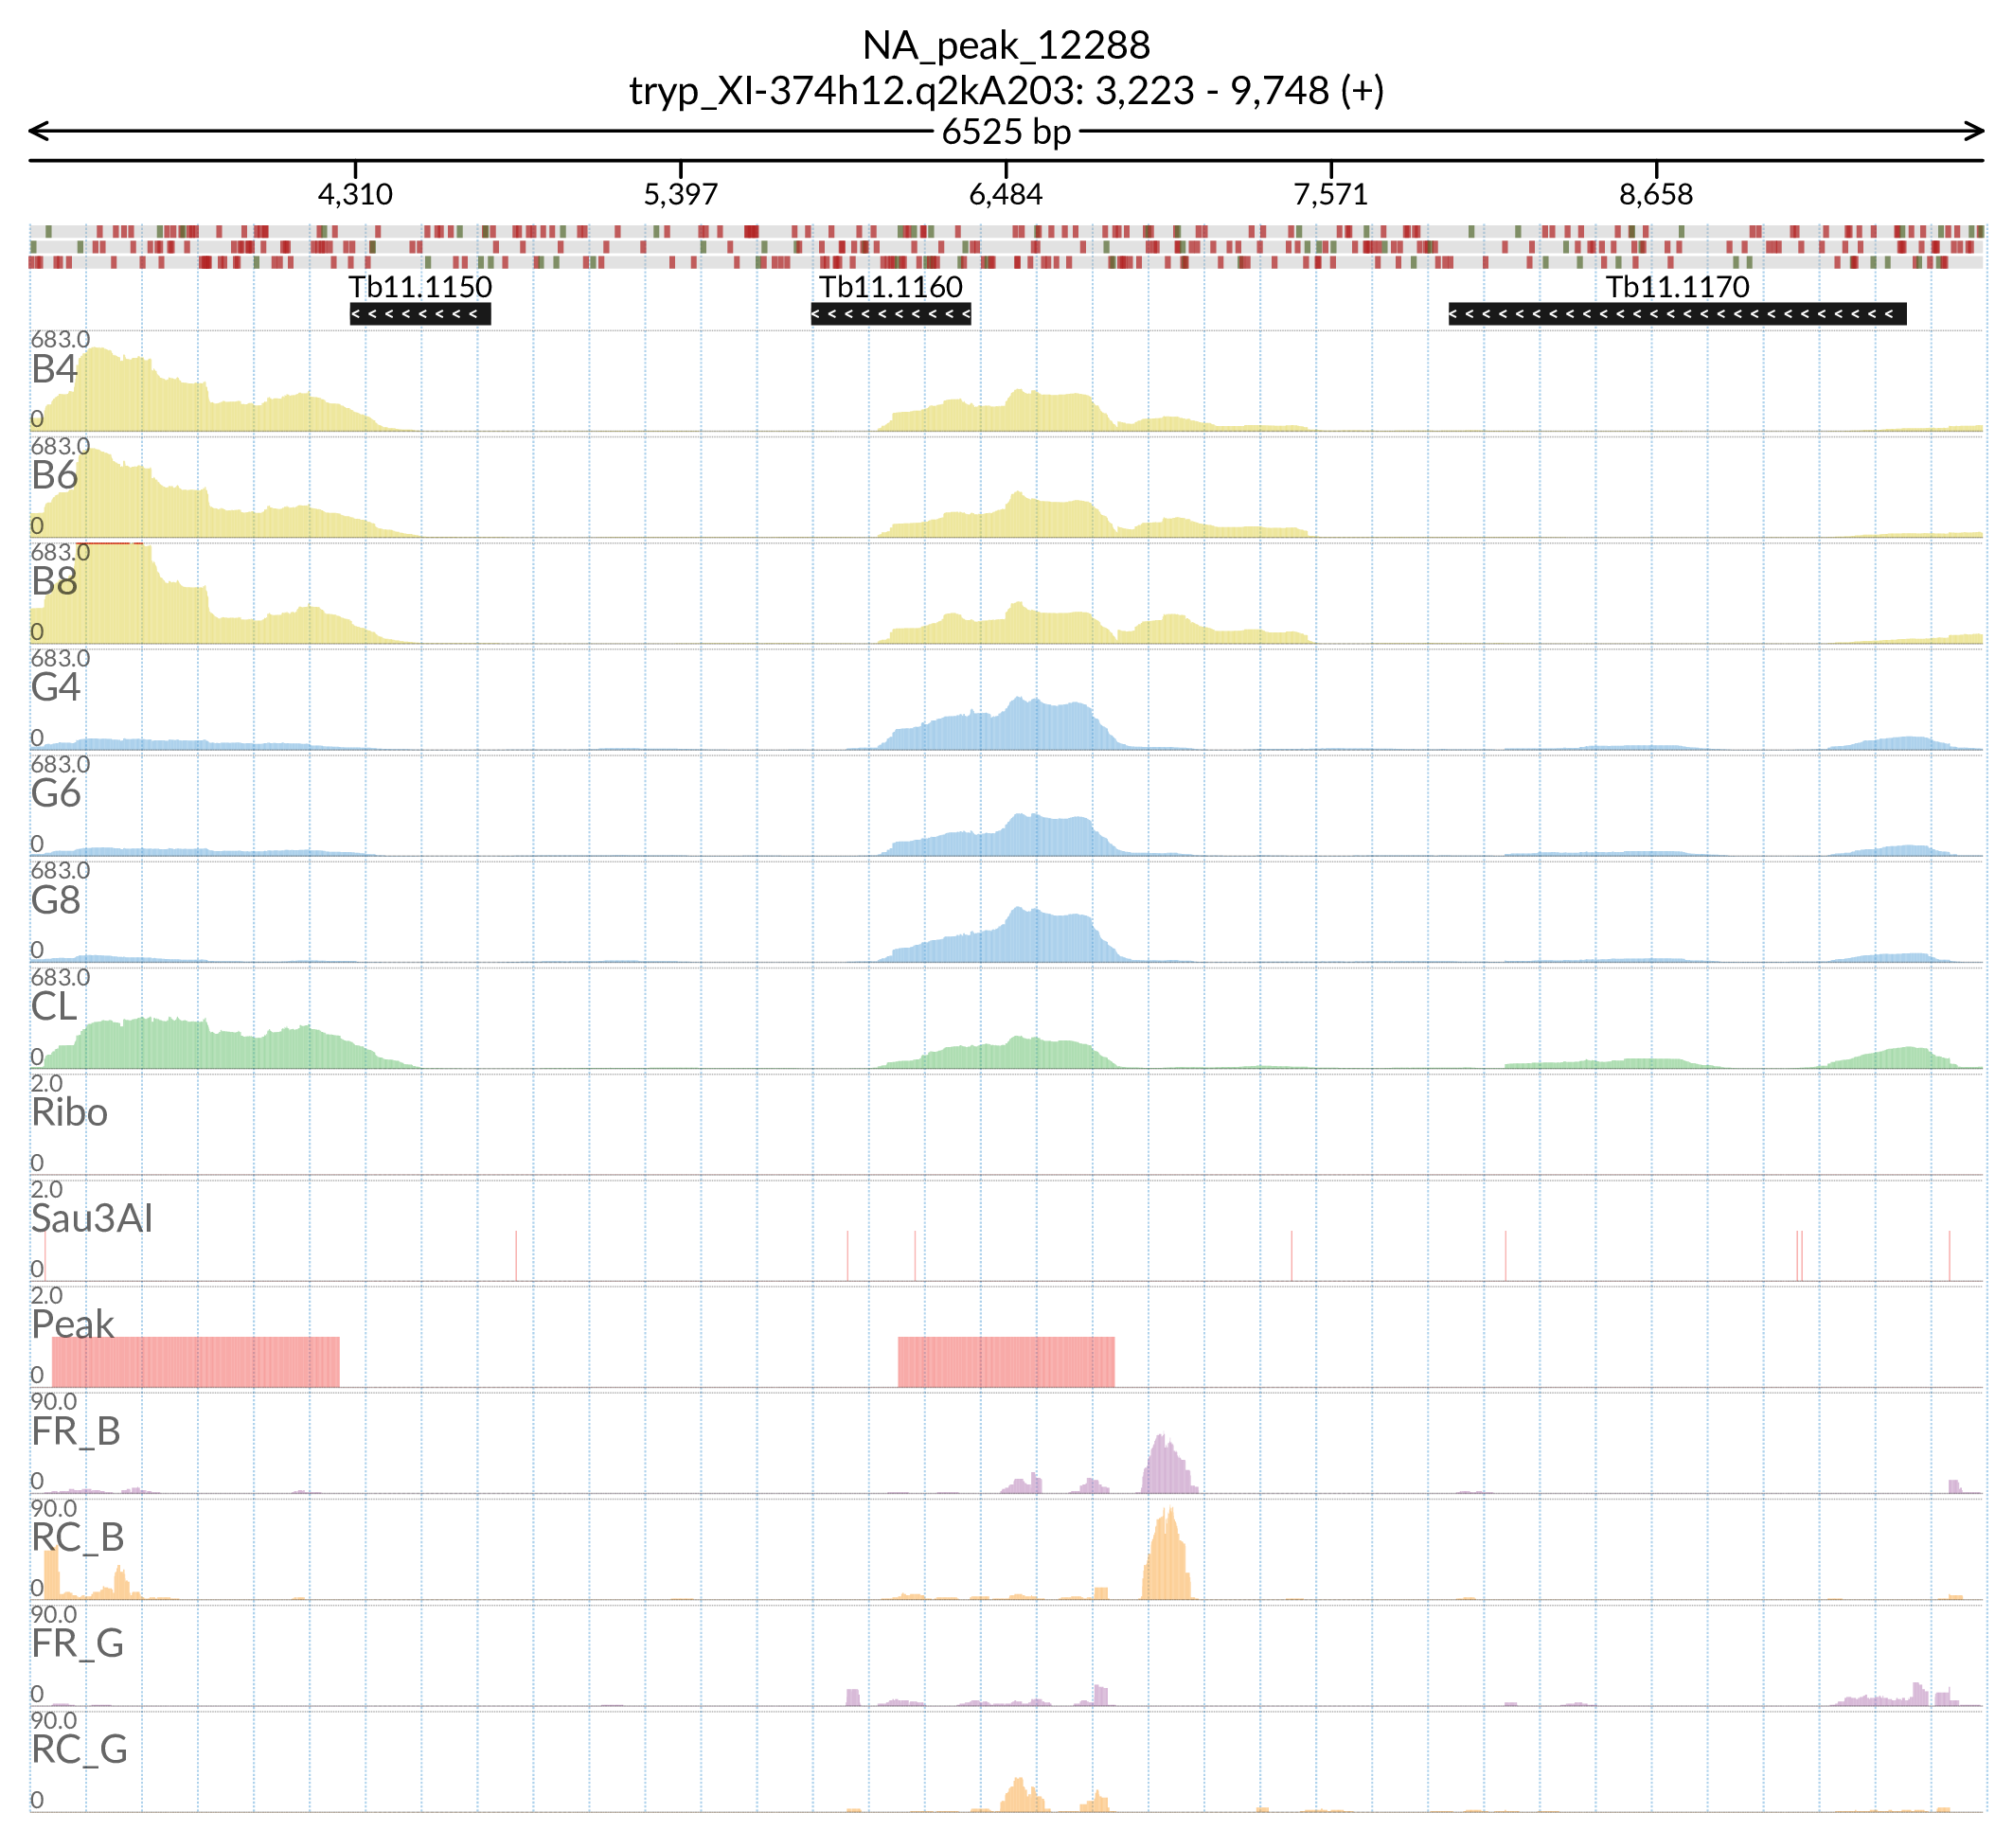 NA_peak_12288
tryp_XI-374h12.q2kA203: 3,223 - 9,748 (+)
6525 bp
4,310 5,397 6,484 7,571 8,658
Tb11.1150 Tb11.1160 Tb11.1170
683.0
B4
0
683.0
B6
0
683.0
B8
0
683.0
G4
0
683.0
G6
0
683.0
G8
0
683.0
CL
0
2.0
Ribo
0
2.0
Sau3AI
0
2.0
Peak
0
90.0
FR_B
0
90.0
RC_B
0
90.0
FR_G
0
90.0
RC_G
0